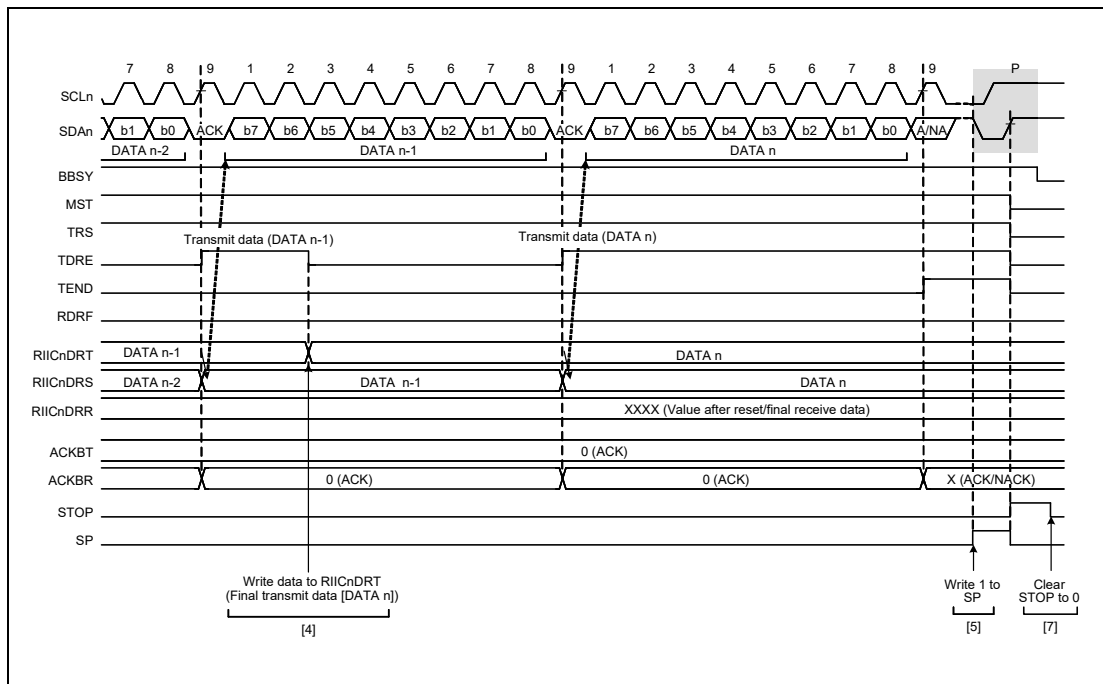 7 8 9 1 2 3 4 5 6 7 8 9 1 2 3 4 5 6 7 8 9 P
SCLn
SDAn b1 b0 ACK b7 b6 b5 b4 b3 b2 b1 b0 ACK b7 b6 b5 b4 b3 b2 b1 b0 A/NA
DATA n-2 DATA n-1 DATA n
BBSY
MST
TRS
Transmit data (DATA n-1) Transmit data (DATA n)
TDRE
TEND
RDRF
RIICnDRT DATA n-1 DATA n
RIICnDRS DATA n-2 DATA n-1 DATA n
RIICnDRR XXXX (Value after reset/final receive data)
ACKBT 0 (ACK)
ACKBR 0 (ACK) 0 (ACK) X (ACK/NACK)
STOP
SP
Write data to RIICnDRT
(Final transmit data [DATA n])
[4]
Write 1 to
SP
[5]
Clear
STOP to 0
[7]